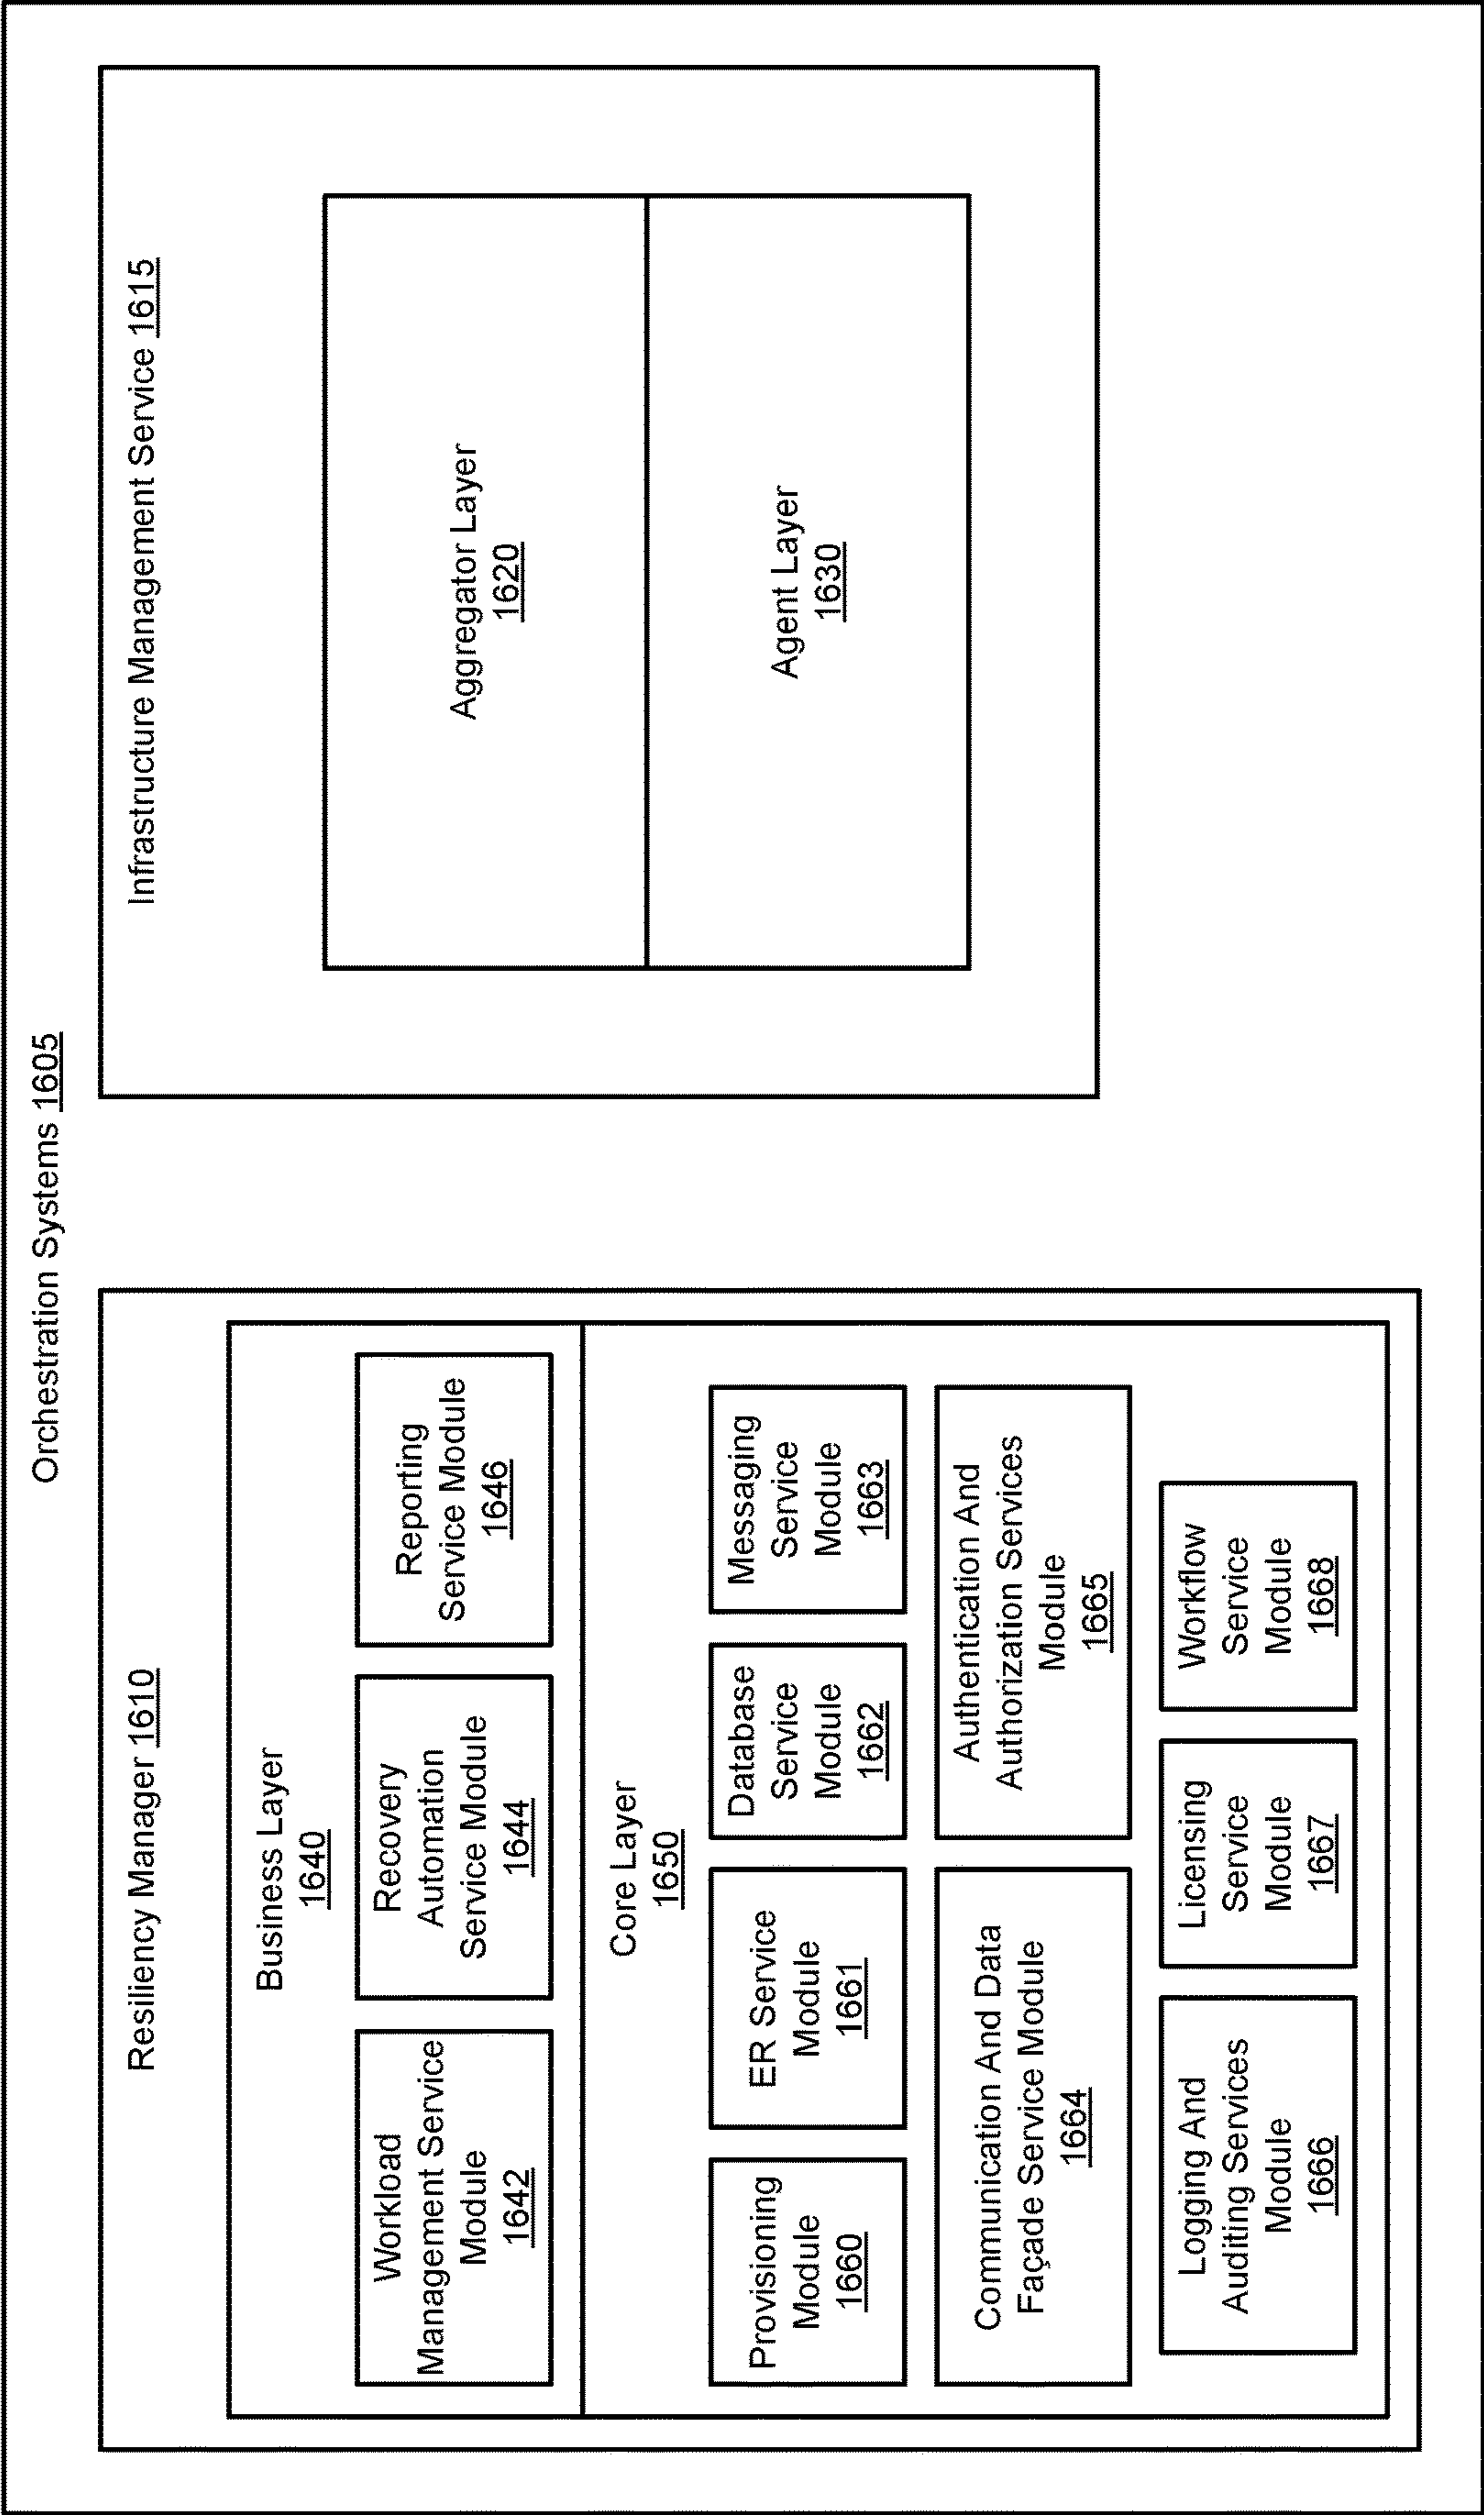 Orchestration Systems 1605
Resiliency Manager 1610
Business Layer
1640
Workload
Management Service
Module
1642
Recovery
Automation
Service Module
1644
Reporting
Service Module
1646
Core Layer
1650
Provisioning
Module
1660
ER Service
Module
1661
Database
Service
Module
1662
Messaging
Service
Module
1663
Communication And Data
Façade Service Module
1664
Authentication And
Authorization Services
Module
1665
Logging And
Auditing Services
Module
1666
Licensing
Service
Module
1667
Workflow
Service
Module
1668
Infrastructure Management Service 1615
Aggregator Layer
1620
Agent Layer
1630